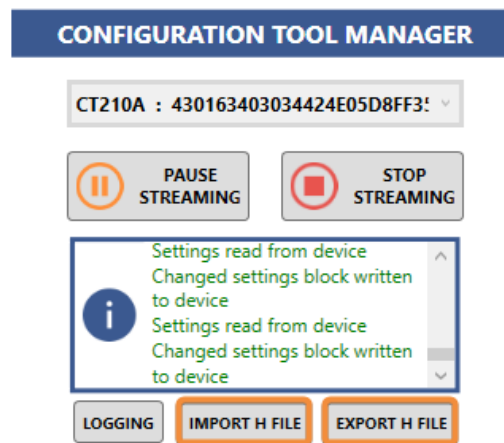 CONFIGURATION TOOL MANAGER
CT210A : 430163403034424E05D8FF3
PAUSE
STREAMING
STOP
STREAMING
Settings read from device
Changed settings block written
to device
Settings read from device
Changed settings block written
to device
LOGGING
IMPORT H FILE
EXPORT H FILE